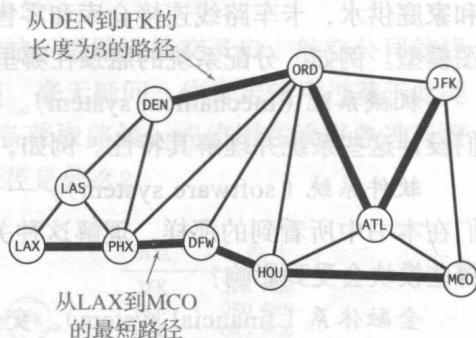 从DEN到JFK的
长度为3的路径
ORD
JFK
DEN
LAS
ATL
LAX
PHX
DFW
HOU
MCO
从LAX到MCO
的最短路径